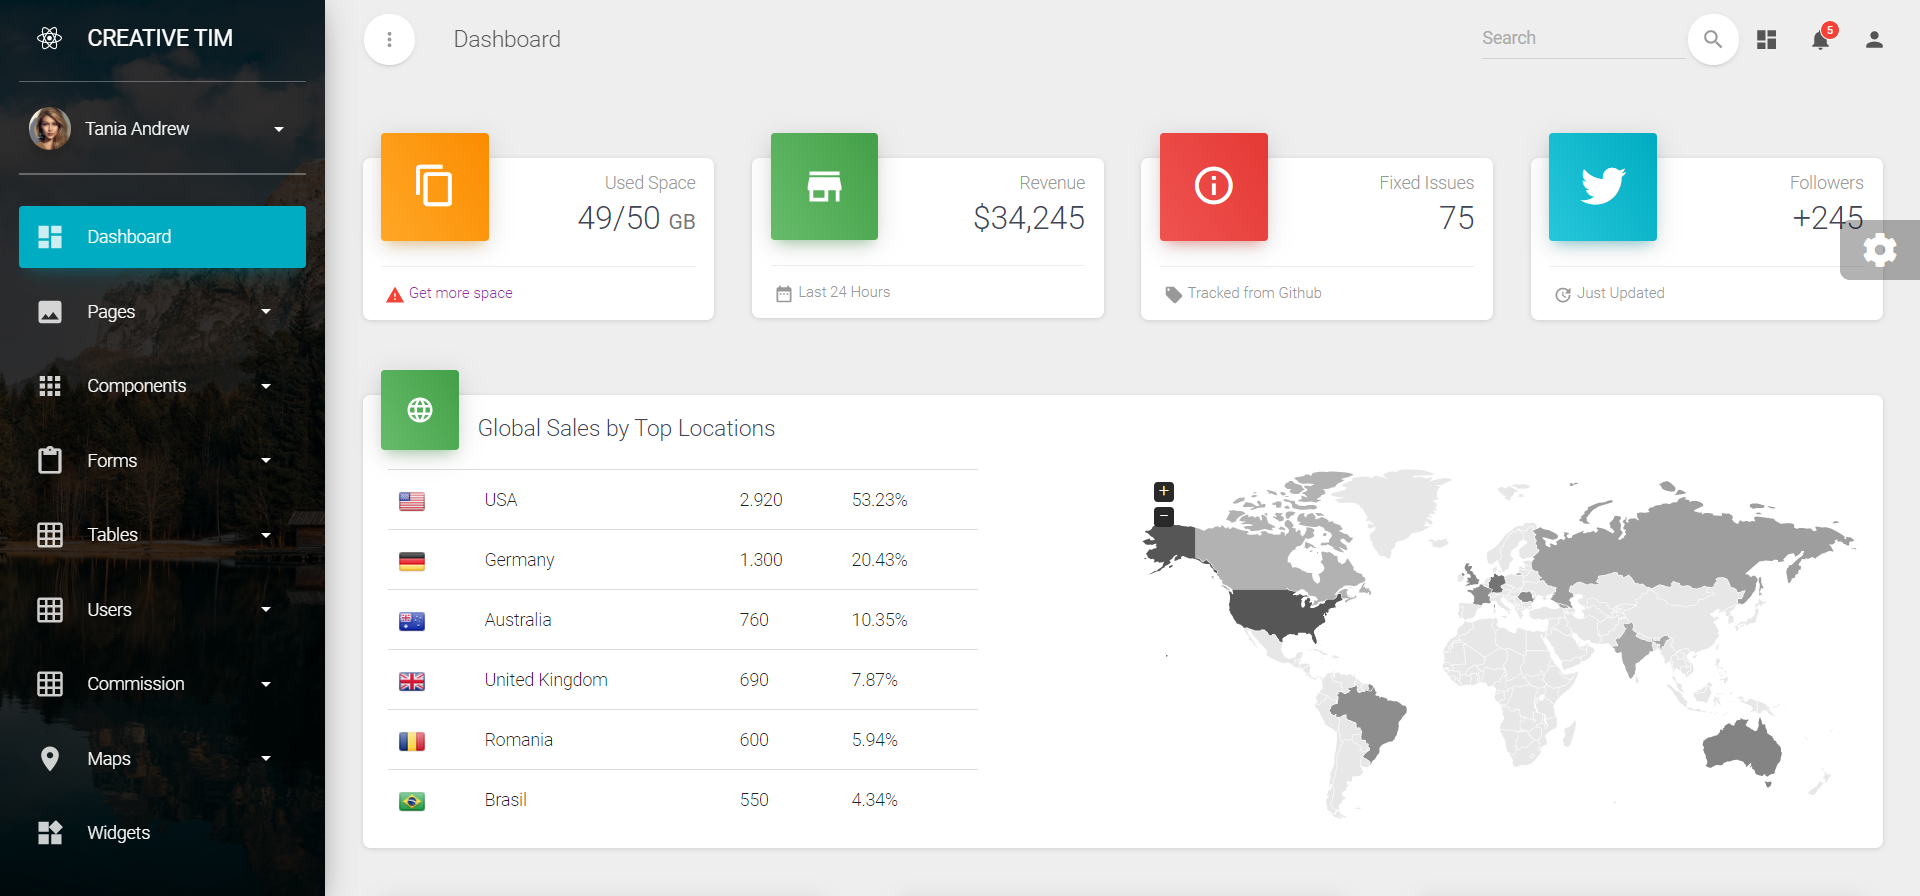 CREATIVE TIM
Tania Andrew
Dashboard
Pages
Components
Forms
Tables
Users
Commission
Maps
Widgets
Dashboard
Search
5
Used Space
49/50 GB
Get more space
Revenue
$34,245
Last 24 Hours
Fixed Issues
75
Tracked from Github
Followers
+245
Just Updated
Global Sales by Top Locations
USA 2.920 53.23%
Germany 1.300 20.43%
Australia 760 10.35%
United Kingdom 690 7.87%
Romania 600 5.94%
Brasil 550 4.34%
+
−